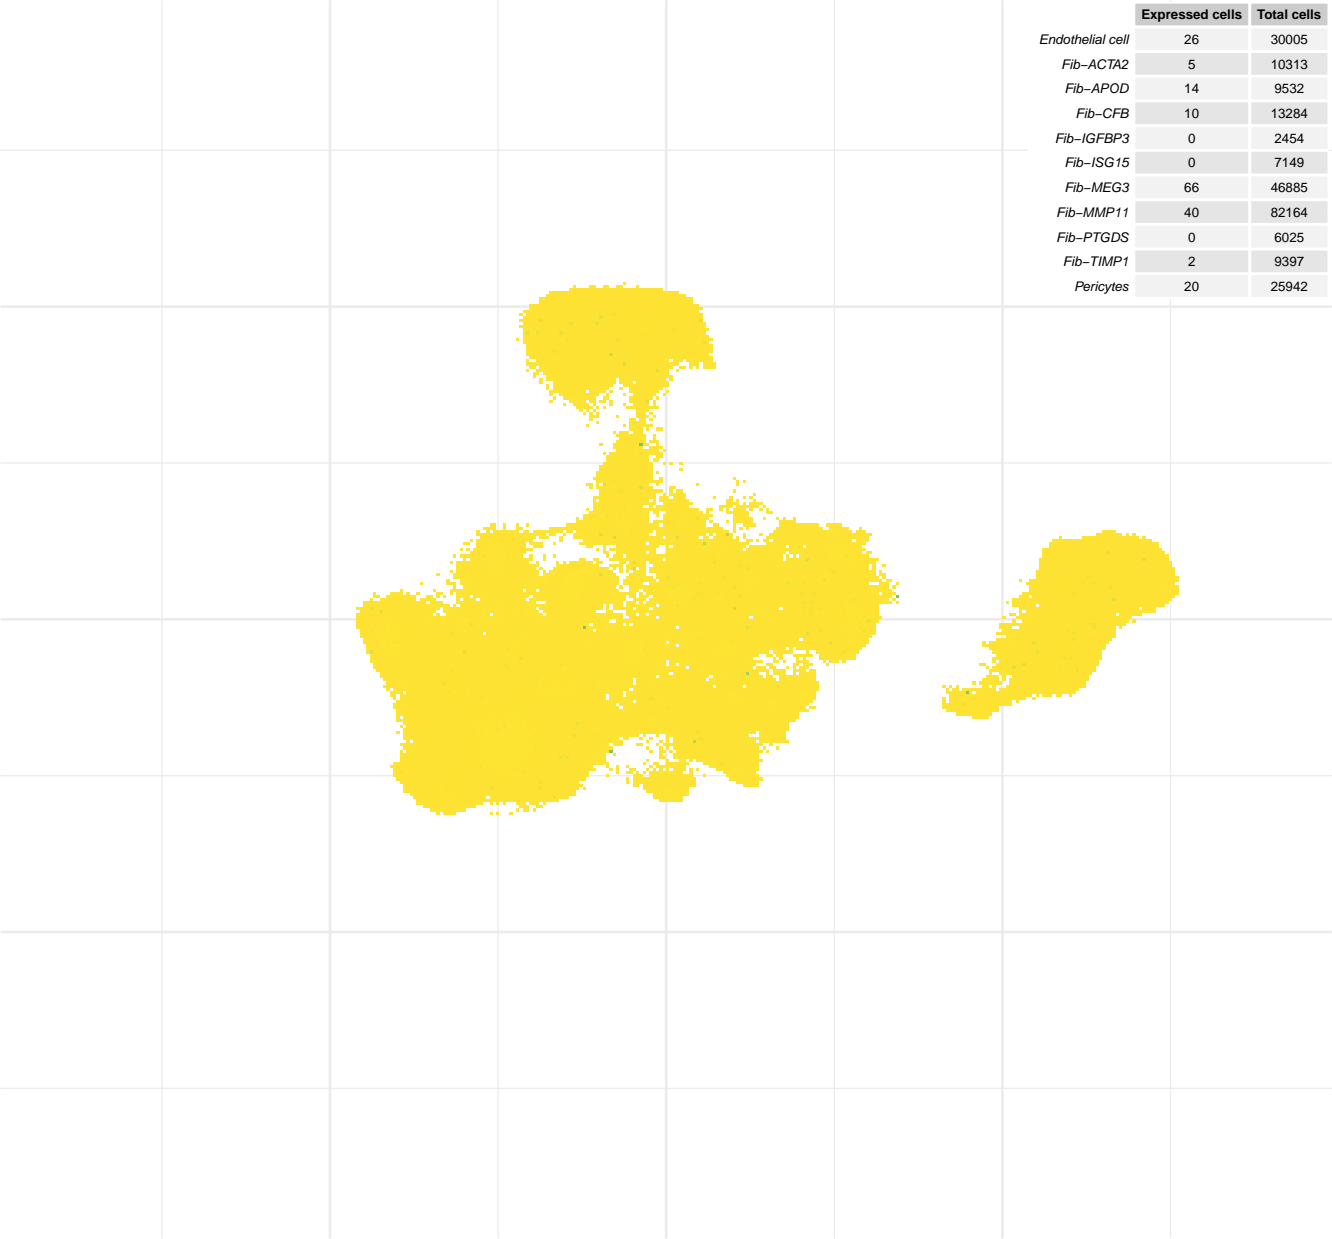 Expressed cells Total cells
Endothelial cell 26 30005
Fib−ACTA2 5 10313
Fib−APOD 14 9532
Fib−CFB 10 13284
Fib−IGFBP3 0 2454
Fib−ISG15 0 7149
Fib−MEG3 66 46885
Fib−MMP11 40 82164
Fib−PTGDS 0 6025
Fib−TIMP1 2 9397
Pericytes 20 25942